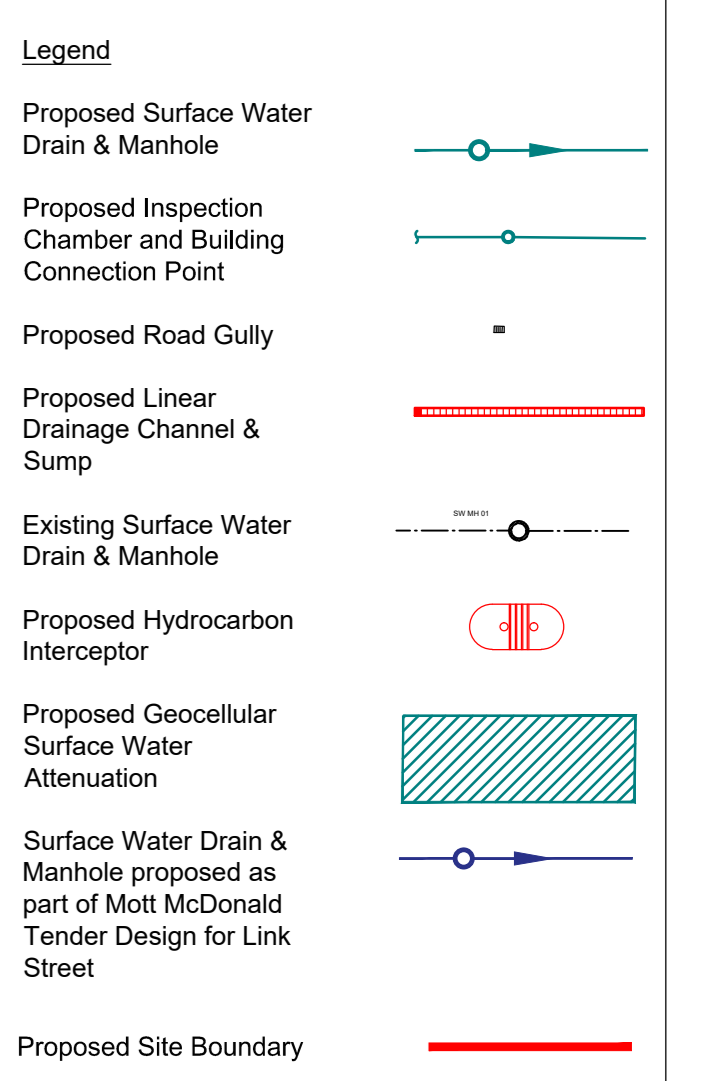 Legend
Proposed Surface Water
Drain & Manhole
Proposed Inspection
Chamber and Building
Connection Point
Proposed Road Gully
Proposed Linear
Drainage Channel &
Sump
SW MH 01
Existing Surface Water
Drain & Manhole
Proposed Hydrocarbon
Interceptor
Proposed Geocellular
Surface Water
Attenuation
Surface Water Drain &
Manhole proposed as
part of Mott McDonald
Tender Design for Link
Street
Proposed Site Boundary